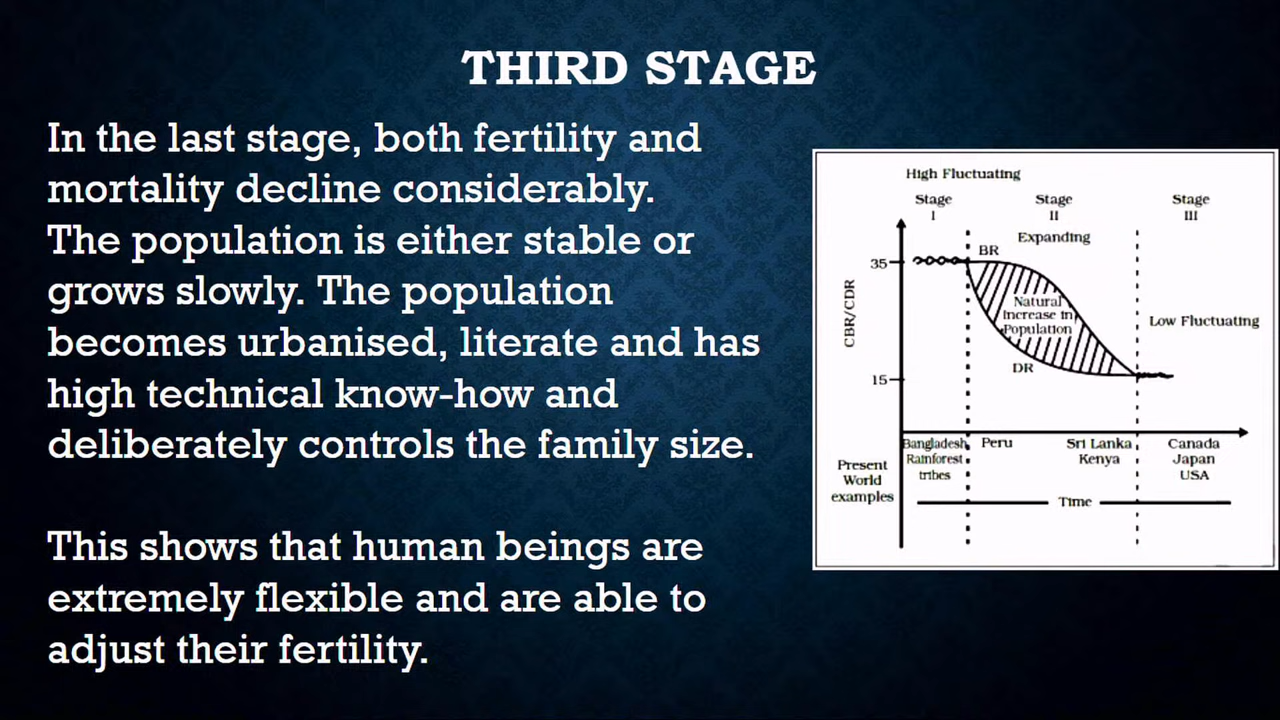 THIRD STAGE
In the last stage, both fertility and
mortality decline considerably.
The population is either stable or
grows slowly. The population
becomes urbanised, literate and has
high technical know-how and
deliberately controls the family size.
This shows that human beings are
extremely flexible and are able to
adjust their fertility.
High Fluctuating
Stage
I
Stage
II
Stage
III
Expanding
BR
35
Natural
Increase in
Population
Low Fluctuating
CBR/CDR
DR
15
Bangladesh
Rainforest
tribes
Peru
Sri Lanka
Kenya
Canada
Japan
USA
Present
World
examples
Time